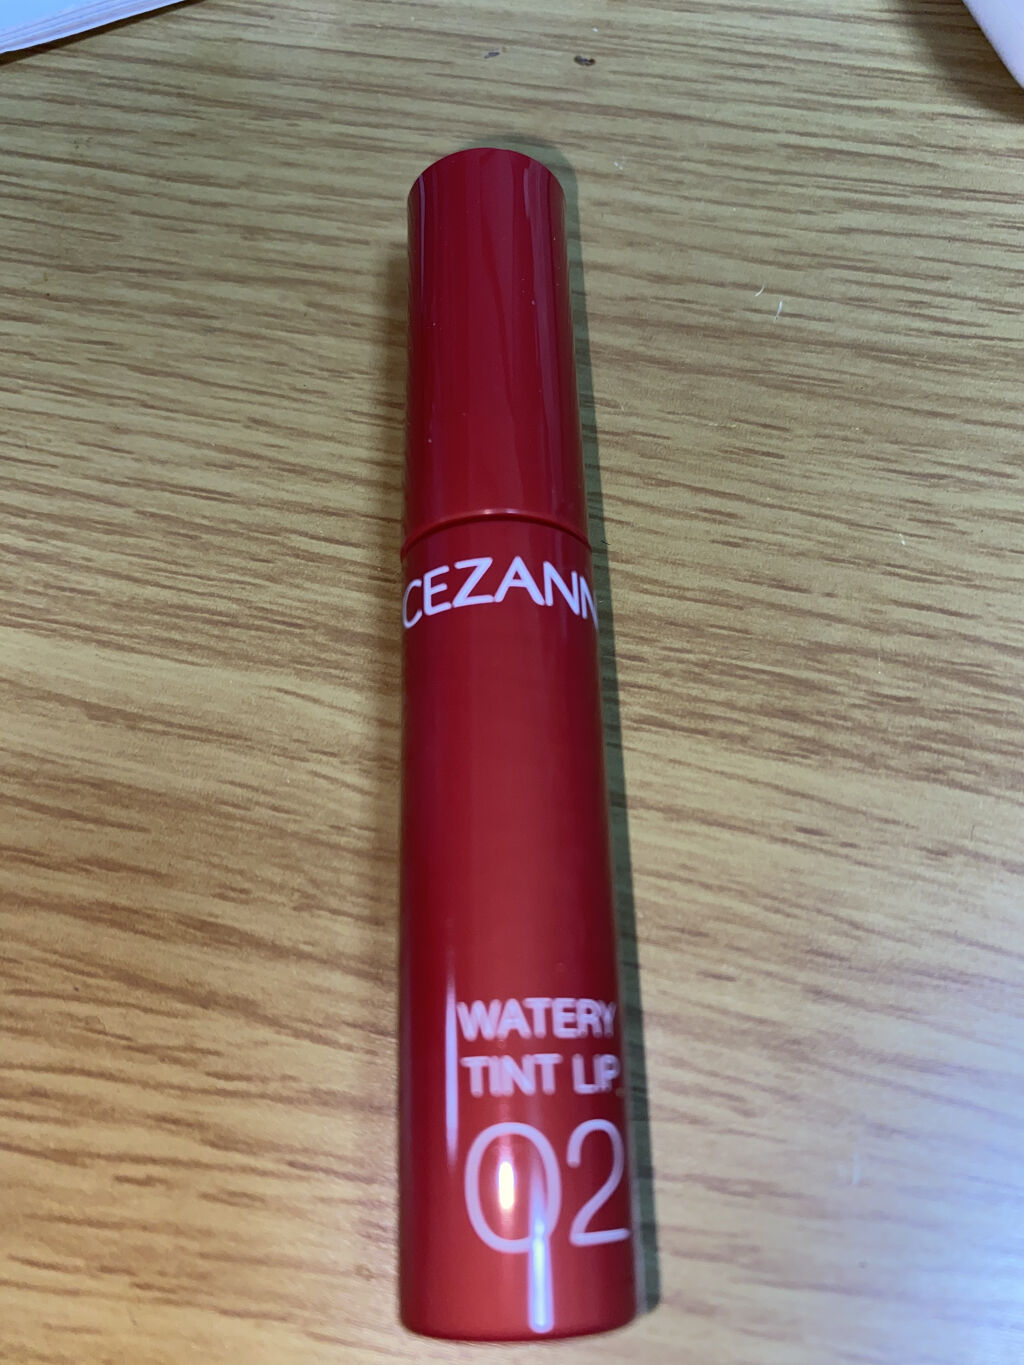 CEZANN
WATERY
TINT LIP
02